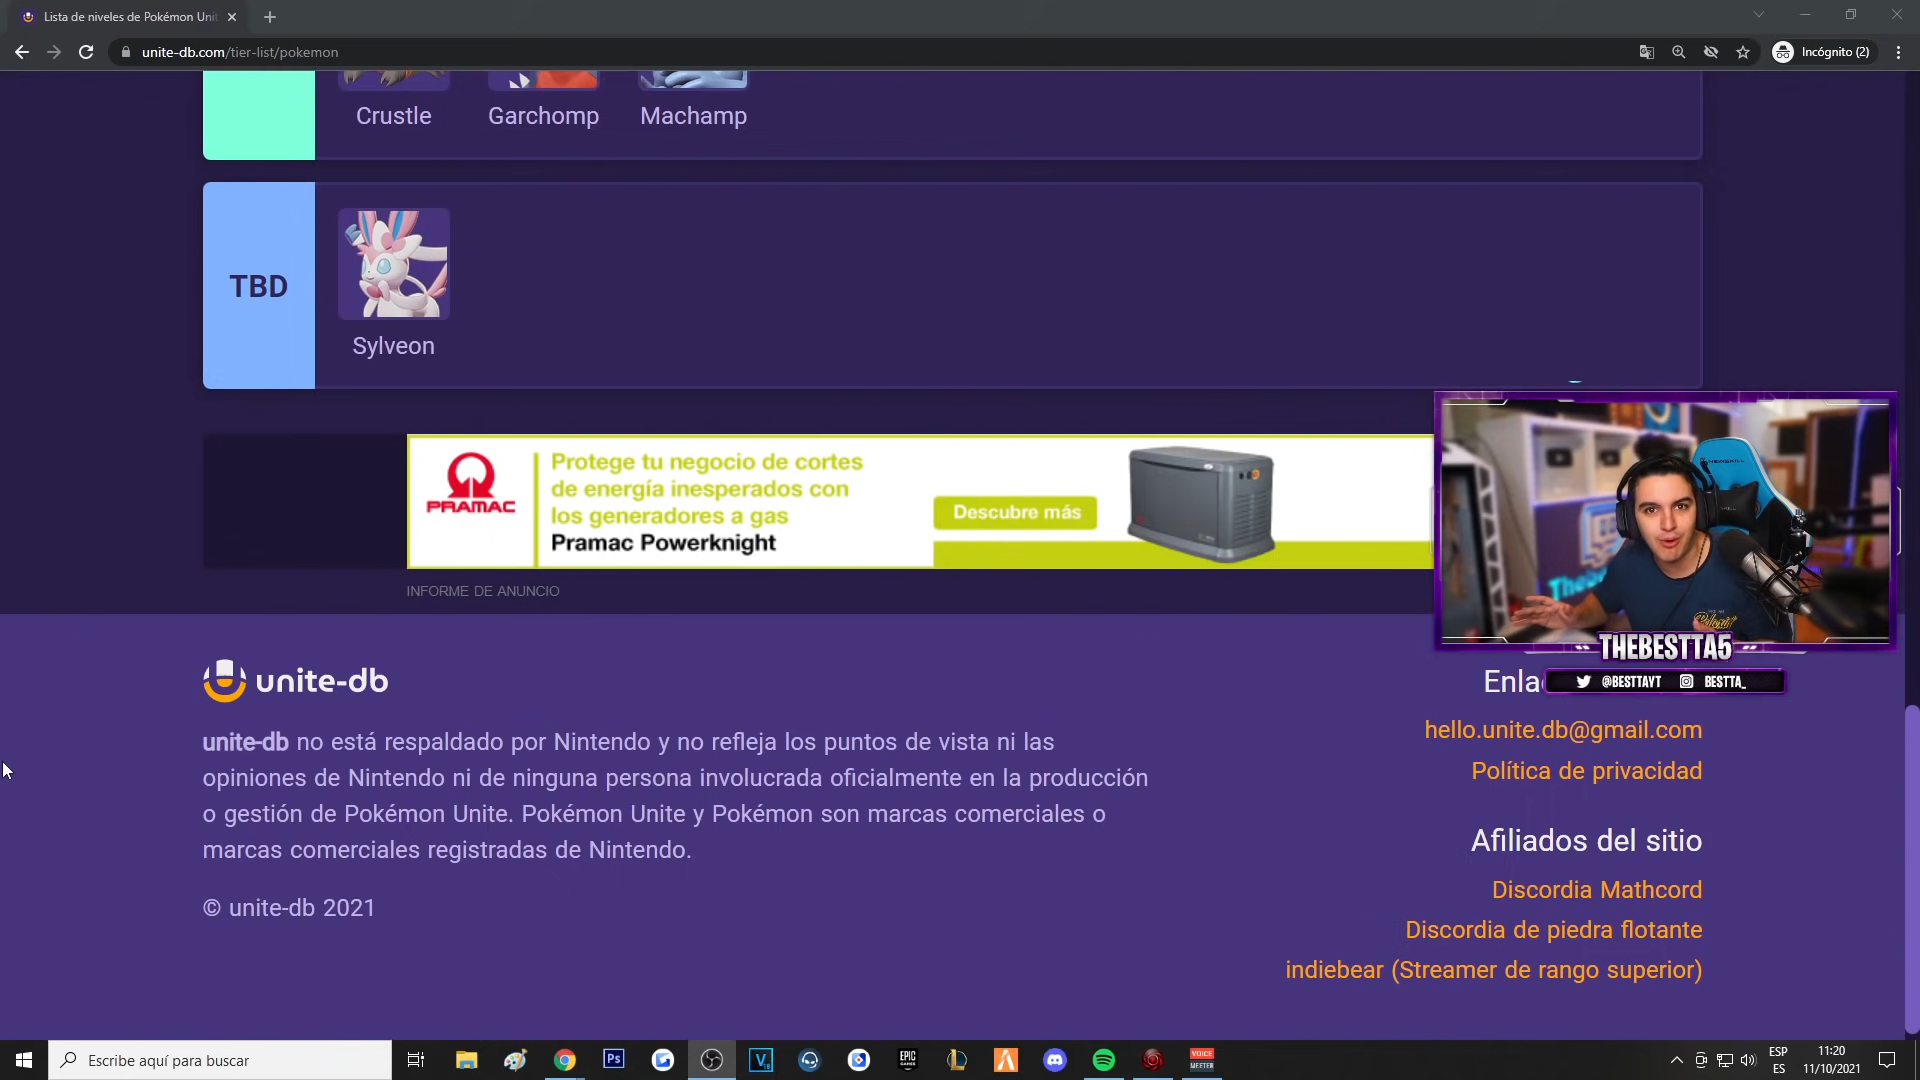 Lista de niveles de Pokémon Unit
unite-db.com/tier-list/pokemon
Incógnito (2)
Crustle
Garchomp
Machamp
TBD
Sylveon
PRAMAC
Protege tu negocio de cortes
de energía inesperados con
los generadores a gas
Pramac Powerknight
Descubre más
INFORME DE ANUNCIO
NEWSKILL
THEBESTTA5
@BESTTAYT
BESTTA_
unite-db
unite-db no está respaldado por Nintendo y no refleja los puntos de vista ni las
opiniones de Nintendo ni de ninguna persona involucrada oficialmente en la producción
o gestión de Pokémon Unite. Pokémon Unite y Pokémon son marcas comerciales o
marcas comerciales registradas de Nintendo.
© unite-db 2021
Enla
hello.unite.db@gmail.com
Política de privacidad
Afiliados del sitio
Discordia Mathcord
Discordia de piedra flotante
indiebear (Streamer de rango superior)
Escribe aquí para buscar
Ps
EPIC
GAMES
VOICE
MEETER
ESP
ES
11:20
11/10/2021